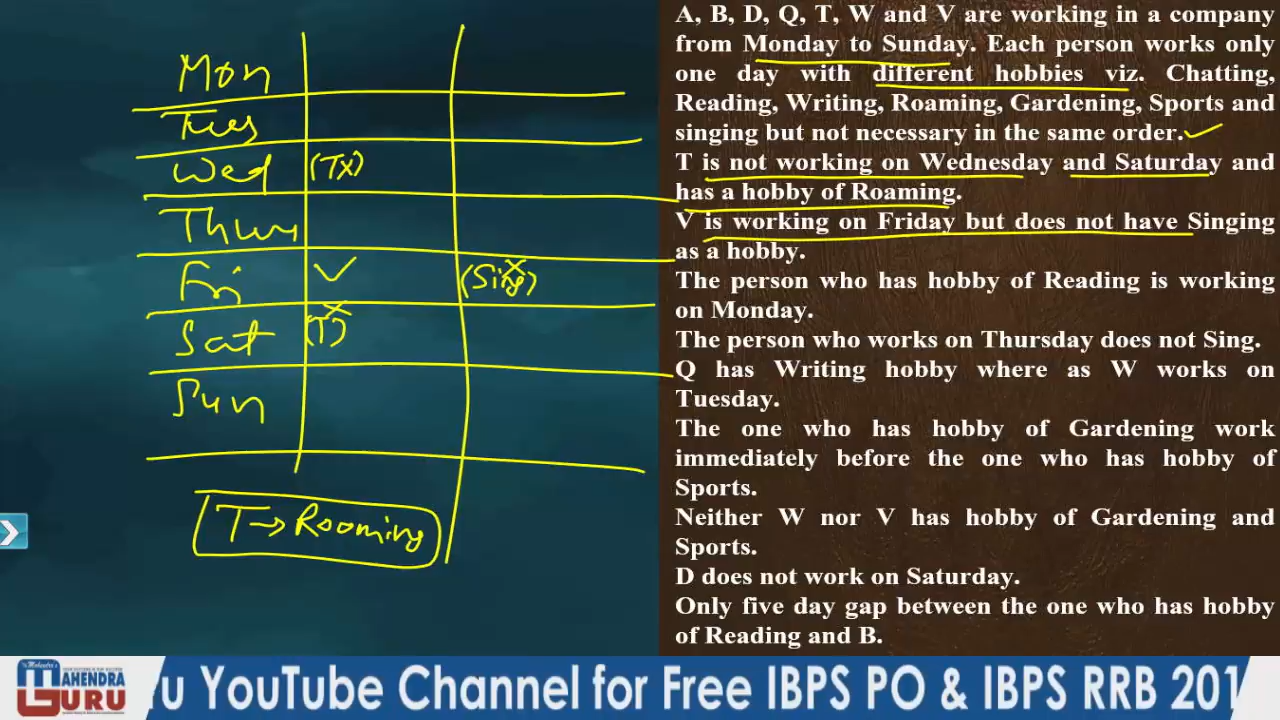 Mon
Tues
Wed (Tx)
Thurs
Fri V (Sing)
Sat (T)
Sun
T→ Rooming
A, B, D, Q, T, W and V are working in a company
from Monday to Sunday. Each person works only
one day with different hobbies viz. Chatting,
Reading, Writing, Roaming, Gardening, Sports and
singing but not necessary in the same order.
T is not working on Wednesday and Saturday and
has a hobby of Roaming.
V is working on Friday but does not have Singing
as a hobby.
The person who has hobby of Reading is working
on Monday.
The person who works on Thursday does not Sing.
Q has Writing hobby where as W works on
Tuesday.
The one who has hobby of Gardening work
immediately before the one who has hobby of
Sports.
Neither W nor V has hobby of Gardening and
Sports.
D does not work on Saturday.
Only five day gap between the one who has hobby
of Reading and B.
MAHENDRA
GURU
ru YouTube Channel for Free IBPS PO & IBPS RRB 201